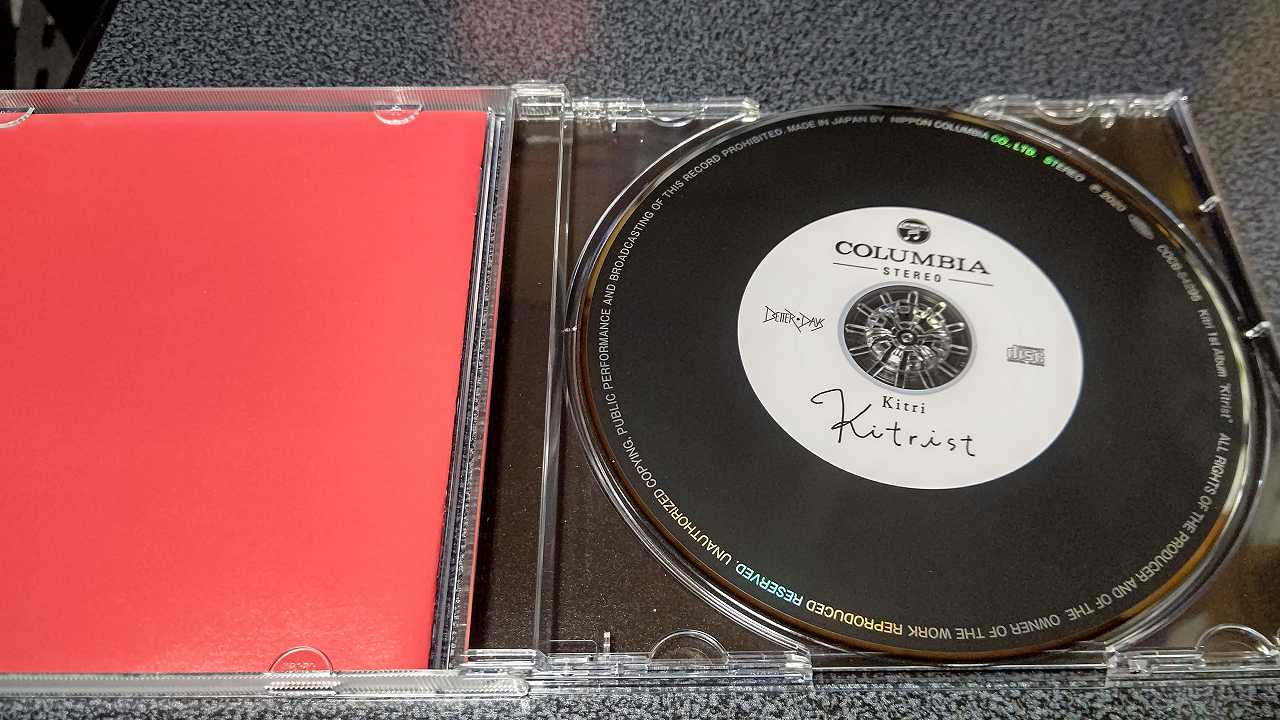 COLUMBIA
STEREO
BETTER・DAYS
disc
Kitri
Kitrist
Kitri 1st Album "Kitrist" ALL RIGHTS OF THE PRODUCER AND OF THE OWNER OF THE WORK REPRODUCED RESERVED. UNAUTHORIZED COPYING, PUBLIC PERFORMANCE AND BROADCASTING OF THIS RECORD PROHIBITED. MADE IN JAPAN BY NIPPON COLUMBIA CO., LTD. STEREO ℗ 2020